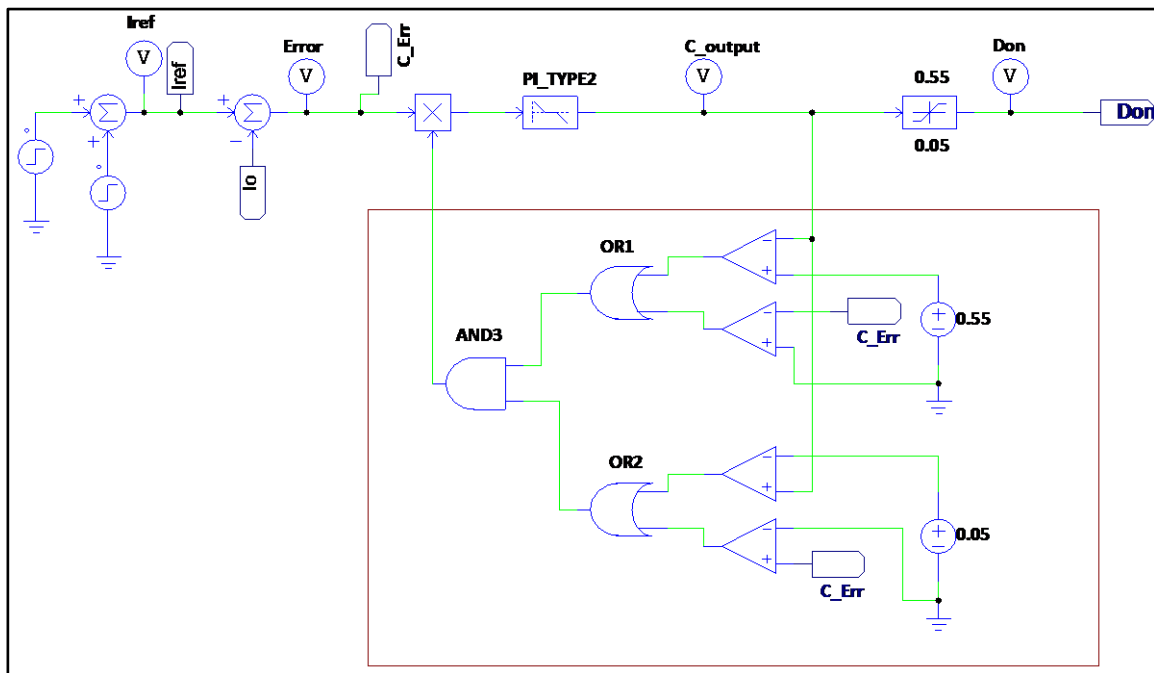 Iref
V
Iref
Error
V
C_Err
PI_TYPE2
C_output
V
0.55
0.05
Don
V
Don
Σ
Σ
Io
OR1
0.55
C_Err
AND3
OR2
0.05
C_Err